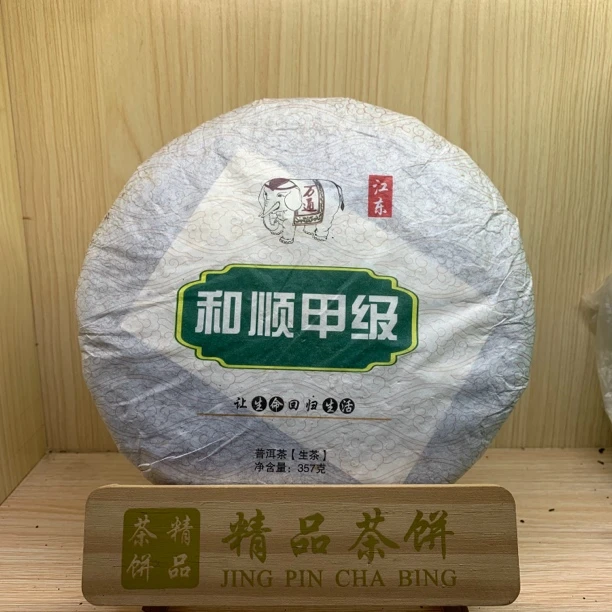 万通
江东
和顺甲级
让生命回归生活
普洱茶【生茶】
净含量：357克
精品茶饼
精品茶饼
JING PIN CHA BING